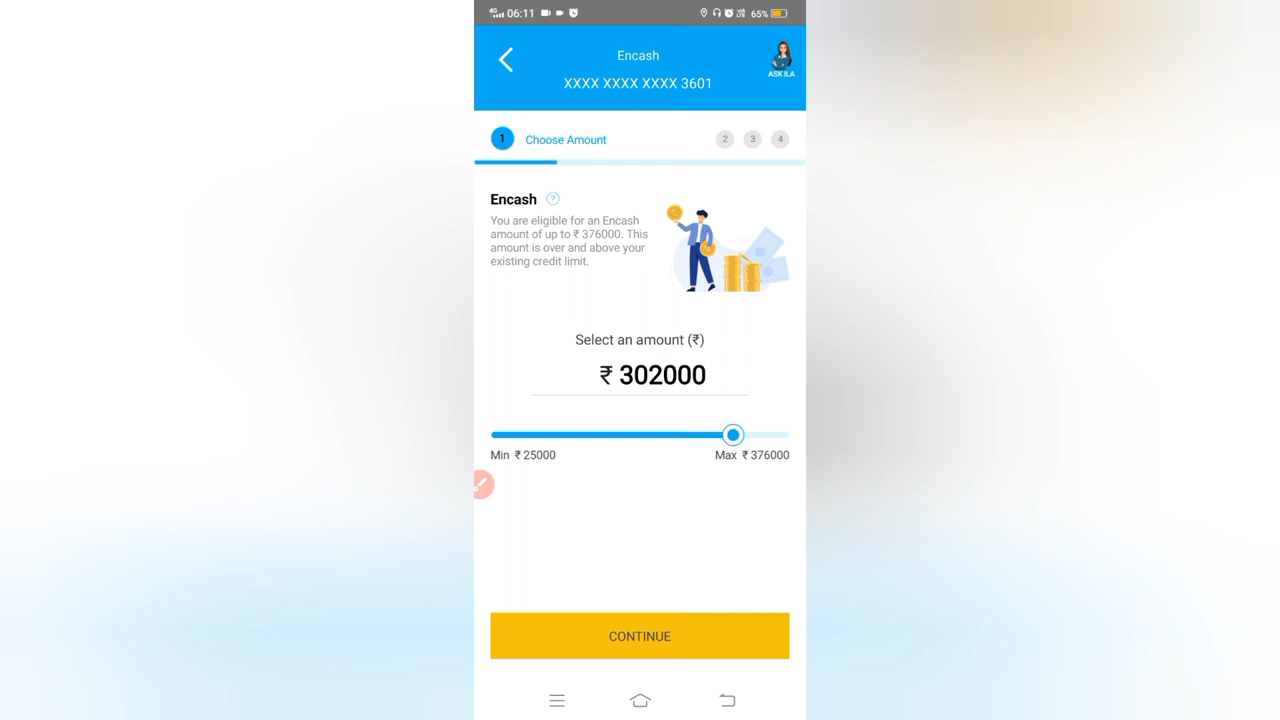 4G 06:11 65%
Encash
XXXX XXXX XXXX 3601
ASK ILA
1 Choose Amount 2 3 4
Encash ?
You are eligible for an Encash
amount of up to ₹ 376000. This
amount is over and above your
existing credit limit.
Select an amount (₹)
₹ 302000
Min ₹ 25000 Max ₹ 376000
CONTINUE